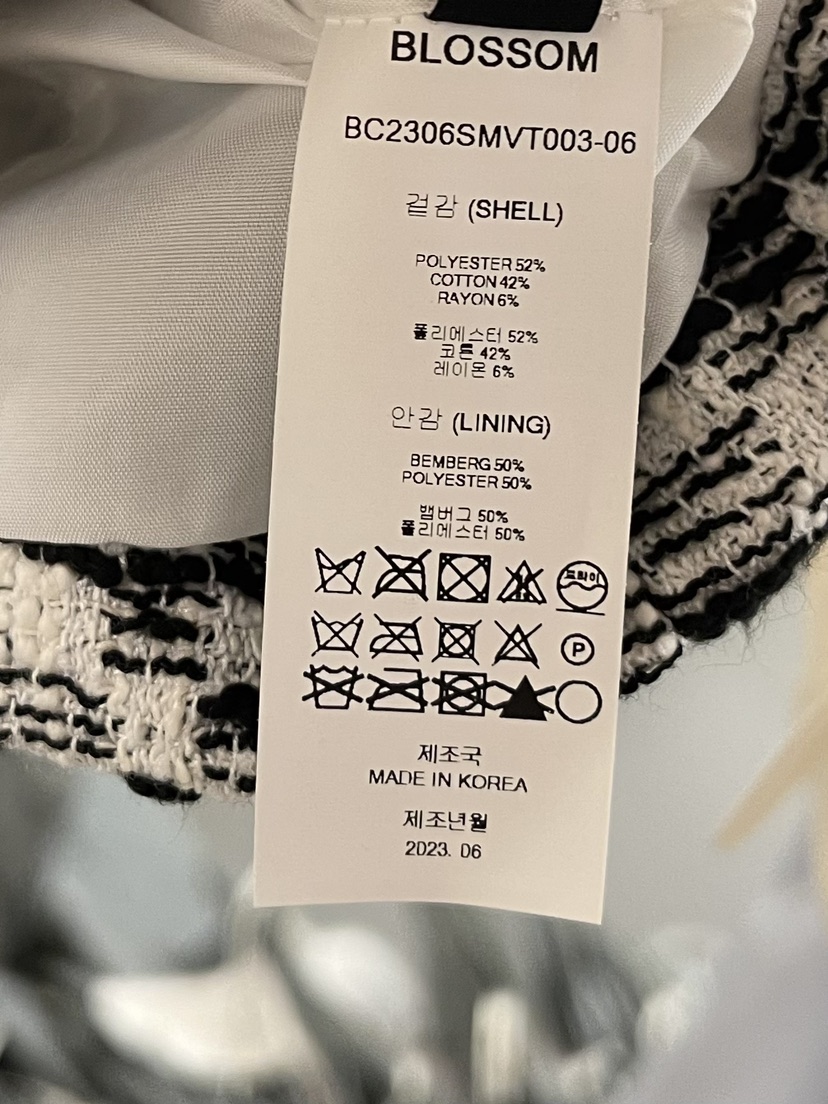 BLOSSOM
BC2306SMVT003-06
겉감 (SHELL)
POLYESTER 52%
COTTON 42%
RAYON 6%
폴리에스터 52%
코튼 42%
레이온 6%
안감 (LINING)
BEMBERG 50%
POLYESTER 50%
뱀버그 50%
폴리에스터 50%
드라이
P
제조국
MADE IN KOREA
제조년월
2023. 06